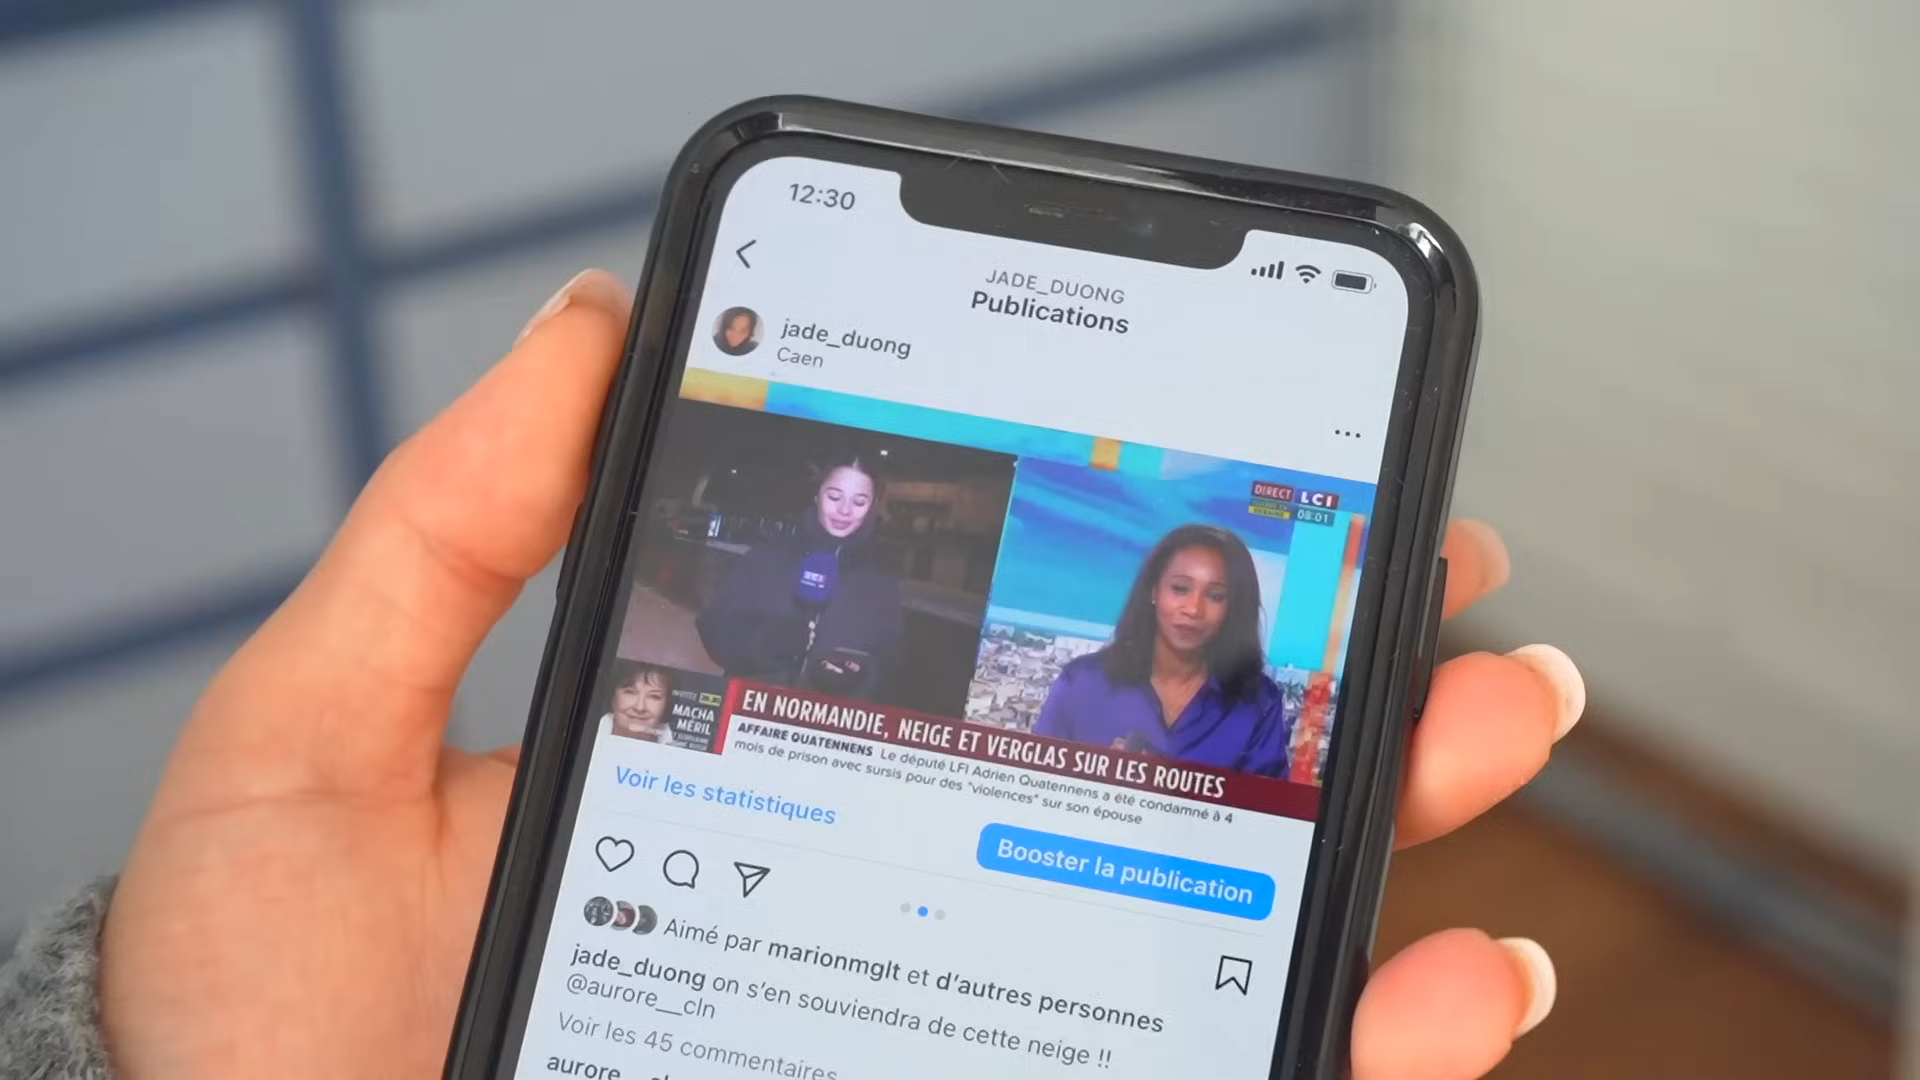 12:30
JADE_DUONG
Publications
jade_duong
Caen
DIRECT LCI
08:01
MACHA
MÉRIL
EN NORMANDIE, NEIGE ET VERGLAS SUR LES ROUTES
AFFAIRE QUATENNENS Le député LFI Adrien Quatennens a été condamné à 4
mois de prison avec sursis pour des "violences" sur son épouse
Voir les statistiques
Booster la publication
Aimé par marionmglt et d'autres personnes
jade_duong on s'en souviendra de cette neige !!
@aurore__cln
Voir les 45 commentaires
aurore